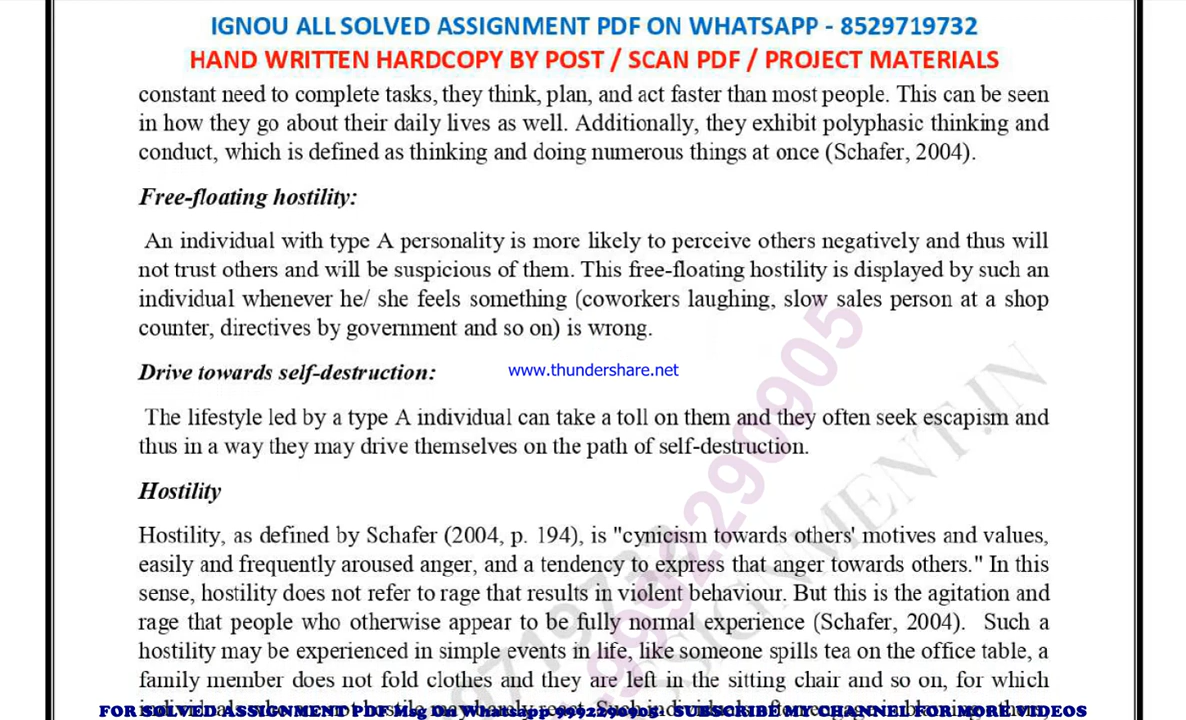 IGNOU ALL SOLVED ASSIGNMENT PDF ON WHATSAPP - 8529719732
HAND WRITTEN HARDCOPY BY POST / SCAN PDF / PROJECT MATERIALS
constant need to complete tasks, they think, plan, and act faster than most people. This can be seen
in how they go about their daily lives as well. Additionally, they exhibit polyphasic thinking and
conduct, which is defined as thinking and doing numerous things at once (Schafer, 2004).
Free-floating hostility:
An individual with type A personality is more likely to perceive others negatively and thus will
not trust others and will be suspicious of them. This free-floating hostility is displayed by such an
individual whenever he/ she feels something (coworkers laughing, slow sales person at a shop
counter, directives by government and so on) is wrong.
Drive towards self-destruction:
www.thundershare.net
The lifestyle led by a type A individual can take a toll on them and they often seek escapism and
thus in a way they may drive themselves on the path of self-destruction.
Hostility
Hostility, as defined by Schafer (2004, p. 194), is "cynicism towards others' motives and values,
easily and frequently aroused anger, and a tendency to express that anger towards others." In this
sense, hostility does not refer to rage that results in violent behaviour. But this is the agitation and
rage that people who otherwise appear to be fully normal experience (Schafer, 2004). Such a
hostility may be experienced in simple events in life, like someone spills tea on the office table, a
family member does not fold clothes and they are left in the sitting chair and so on, for which
FOR SOLVED ASSIGNMENT PDF Msg On Whatsapp 9992290905- SUBSCRIBE MY CHANNEL FOR MORE VIDEOS
9992290905